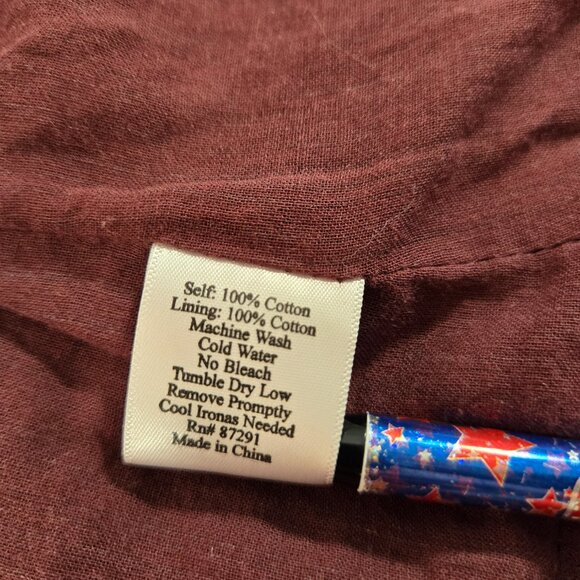 Self: 100% Cotton
Lining: 100% Cotton
Machine Wash
Cold Water
No Bleach
Tumble Dry Low
Remove Promptly
Cool Ironas Needed
Rn# 87291
Made in China